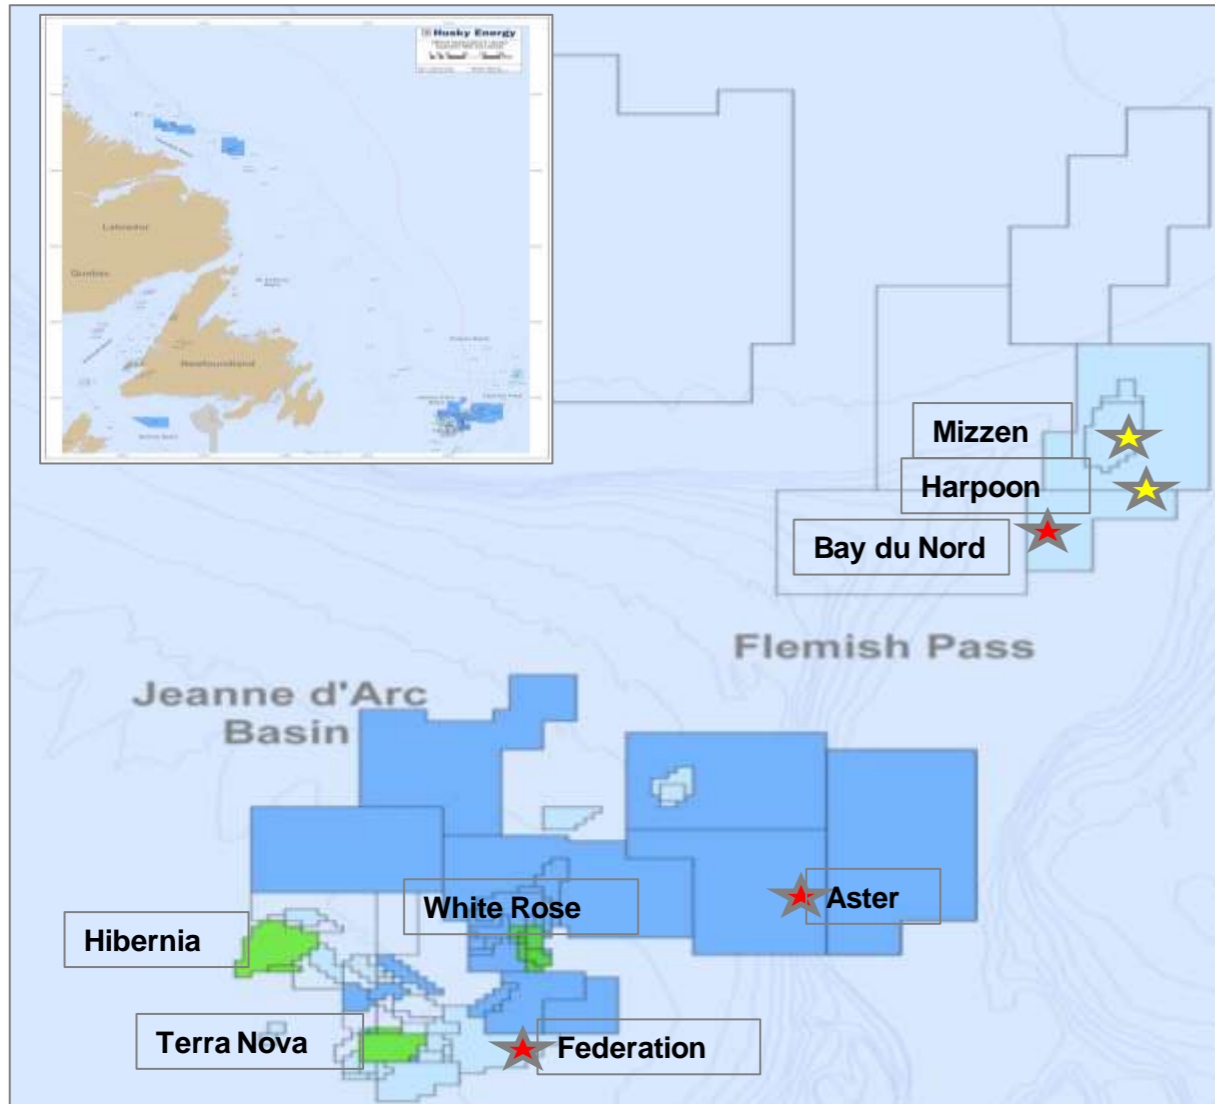 Husky Energy
Labrador
Quebec
Newfoundland
Mizzen
Harpoon
Bay du Nord
Flemish Pass
Jeanne d'Arc
Basin
White Rose
Aster
Hibernia
Terra Nova
Federation